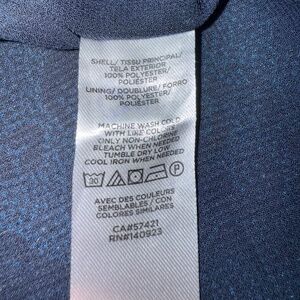 SHELL/ TISSU PRINCIPAL/
TELA EXTERIOR
100% POLYESTER/
POLIÉSTER
LINING/ DOUBLURE/ FORRO
100% POLYESTER/
POLIÉSTER
MACHINE WASH COLD
WITH LIKE COLORS
ONLY NON-CHLORINE
BLEACH WHEN NEEDED
TUMBLE DRY LOW
COOL IRON WHEN NEEDED
30
P
AVEC DES COULEURS
SEMBLABLES / CON
COLORES SIMILARES
CA#57421
RN#140923